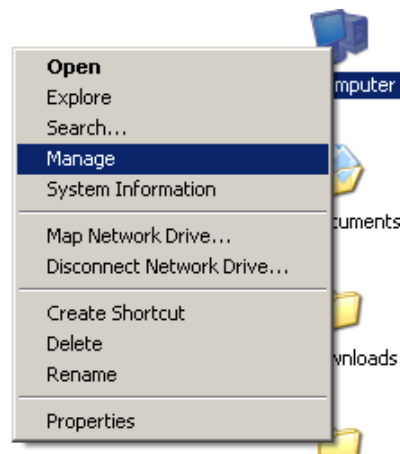 Open
Explore
Search...
Manage
System Information
Map Network Drive...
Disconnect Network Drive...
Create Shortcut
Delete
Rename
Properties
mputer
cuments
wnloads